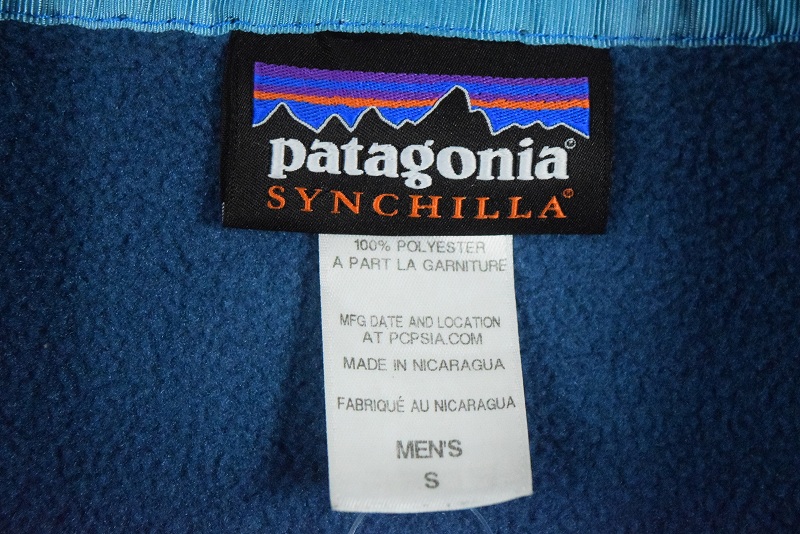 patagonia®
SYNCHILLA®
100% POLYESTER
A PART LA GARNITURE
MFG DATE AND LOCATION
AT PCPSIA.COM
MADE IN NICARAGUA
FABRIQUÉ AU NICARAGUA
MEN'S
S